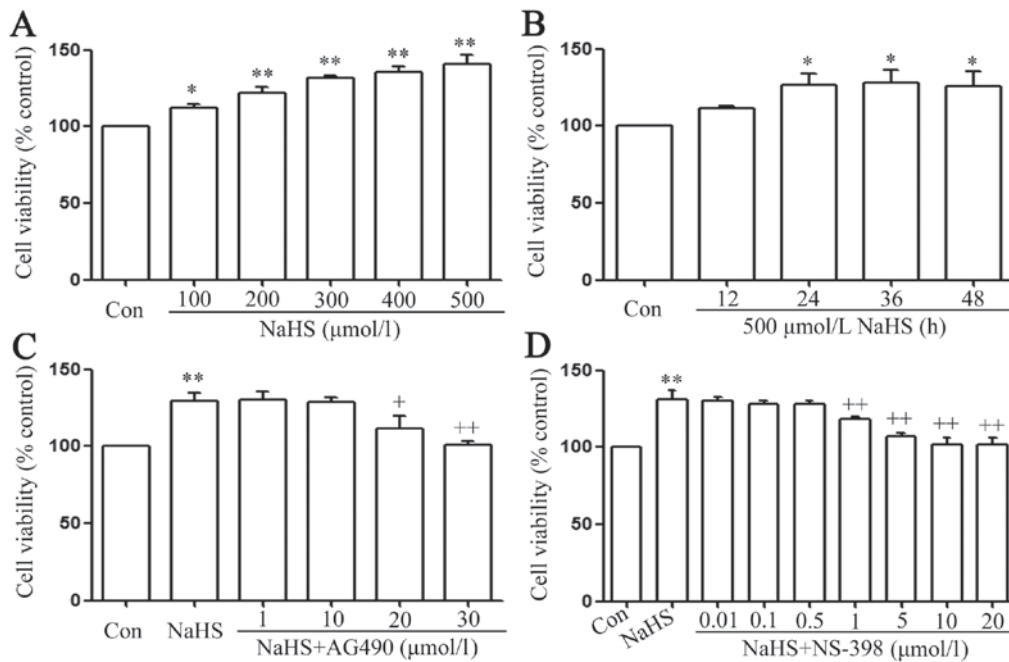 A
Cell viability (% control)
150
100
50
0
* ** ** ** **
Con 100 200 300 400 500
NaHS (μmol/l)
B
Cell viability (% control)
150
100
50
0
* * *
Con 12 24 36 48
500 μmol/L NaHS (h)
C
Cell viability (% control)
150
100
50
0
** + ++
Con NaHS 1 10 20 30
NaHS+AG490 (μmol/l)
D
Cell viability (% control)
150
100
50
0
** ++ ++ ++ ++
Con NaHS 0.01 0.1 0.5 1 5 10 20
NaHS+NS-398 (μmol/l)